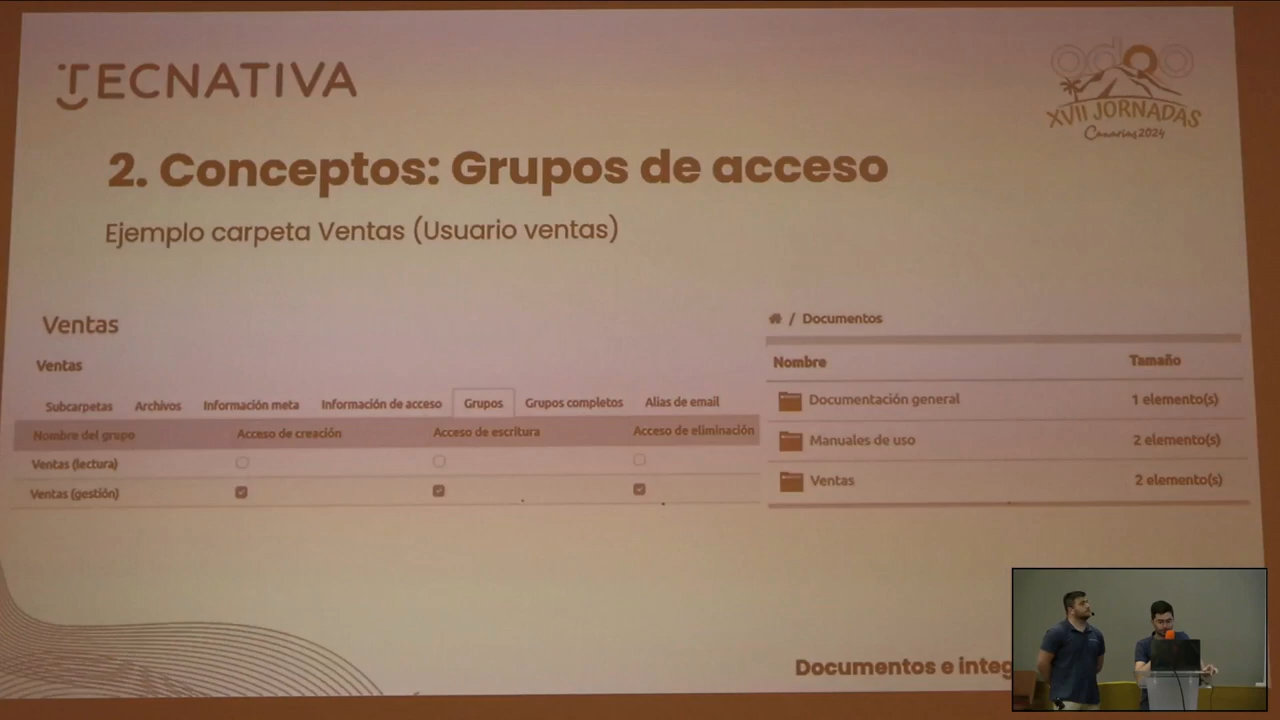 TECNATIVA
odoo
XVII JORNADAS
Canarias 2024
2. Conceptos: Grupos de acceso
Ejemplo carpeta Ventas (Usuario ventas)
Ventas
Ventas
Subcarpetas Archivos Información meta Información de acceso Grupos Grupos completos Alias de email
Nombre del grupo Acceso de creación Acceso de escritura Acceso de eliminación
Ventas (lectura)
Ventas (gestión)
/ Documentos
Nombre Tamaño
Documentación general 1 elemento(s)
Manuales de uso 2 elemento(s)
Ventas 2 elemento(s)
Documentos e integ